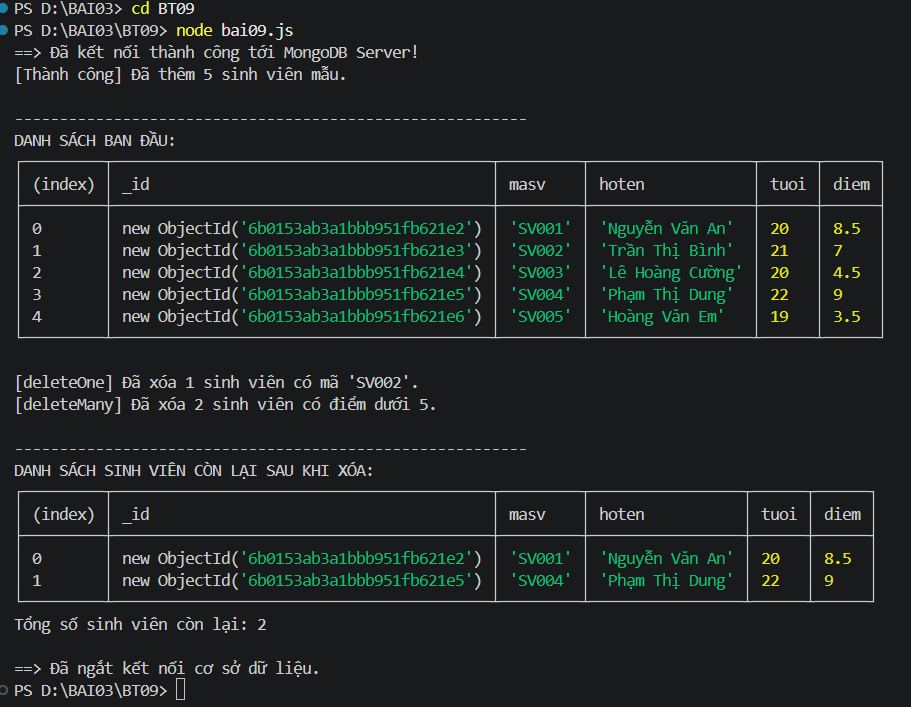 PS D:\BAI03> cd BT09
PS D:\BAI03\BT09> node bai09.js
==> Đã kết nối thành công tới MongoDB Server!
[Thành công] Đã thêm 5 sinh viên mẫu.
---------------------------------------------------------
DANH SÁCH BAN ĐẦU:
(index) _id masv hoten tuoi diem
0 new ObjectId('6b0153ab3a1bbb951fb621e2') 'SV001' 'Nguyễn Văn An' 20 8.5
1 new ObjectId('6b0153ab3a1bbb951fb621e3') 'SV002' 'Trần Thị Bình' 21 7
2 new ObjectId('6b0153ab3a1bbb951fb621e4') 'SV003' 'Lê Hoàng Cường' 20 4.5
3 new ObjectId('6b0153ab3a1bbb951fb621e5') 'SV004' 'Phạm Thị Dung' 22 9
4 new ObjectId('6b0153ab3a1bbb951fb621e6') 'SV005' 'Hoàng Văn Em' 19 3.5
[deleteOne] Đã xóa 1 sinh viên có mã 'SV002'.
[deleteMany] Đã xóa 2 sinh viên có điểm dưới 5.
---------------------------------------------------------
DANH SÁCH SINH VIÊN CÒN LẠI SAU KHI XÓA:
(index) _id masv hoten tuoi diem
0 new ObjectId('6b0153ab3a1bbb951fb621e2') 'SV001' 'Nguyễn Văn An' 20 8.5
1 new ObjectId('6b0153ab3a1bbb951fb621e5') 'SV004' 'Phạm Thị Dung' 22 9
Tổng số sinh viên còn lại: 2
==> Đã ngắt kết nối cơ sở dữ liệu.
PS D:\BAI03\BT09>